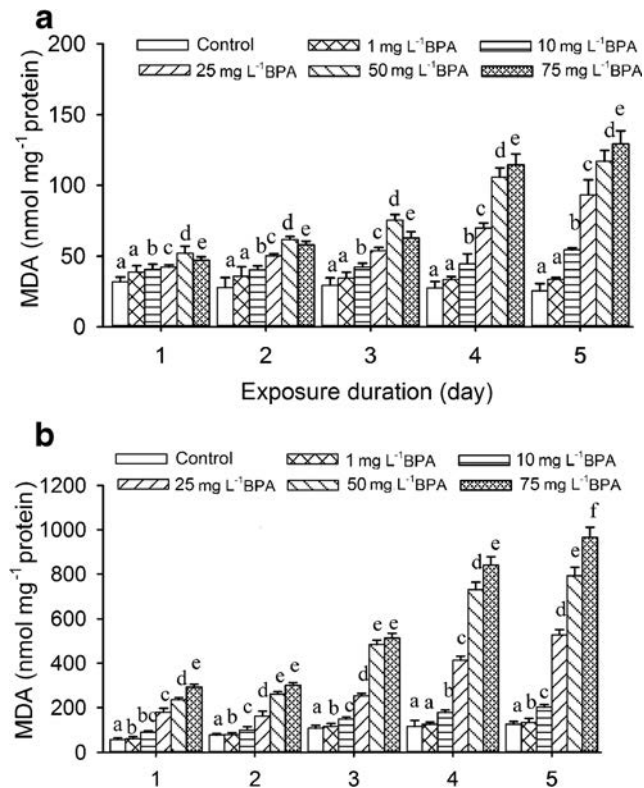 a
Control
1 mg L⁻¹BPA
10 mg L⁻¹BPA
25 mg L⁻¹BPA
50 mg L⁻¹BPA
75 mg L⁻¹BPA
MDA (nmol mg⁻¹ protein)
200
150
100
50
0
a a b c d e
a a b c d e
a a b c d e
a a b c d e
a a b c d e
1 2 3 4 5
Exposure duration (day)
b
Control
1 mg L⁻¹BPA
10 mg L⁻¹BPA
25 mg L⁻¹BPA
50 mg L⁻¹BPA
75 mg L⁻¹BPA
MDA (nmol mg⁻¹ protein)
1200
1000
800
600
400
200
0
a b b c d e
a b c d e e
a b c d e e
a a b c d e
a b c d e f
1 2 3 4 5